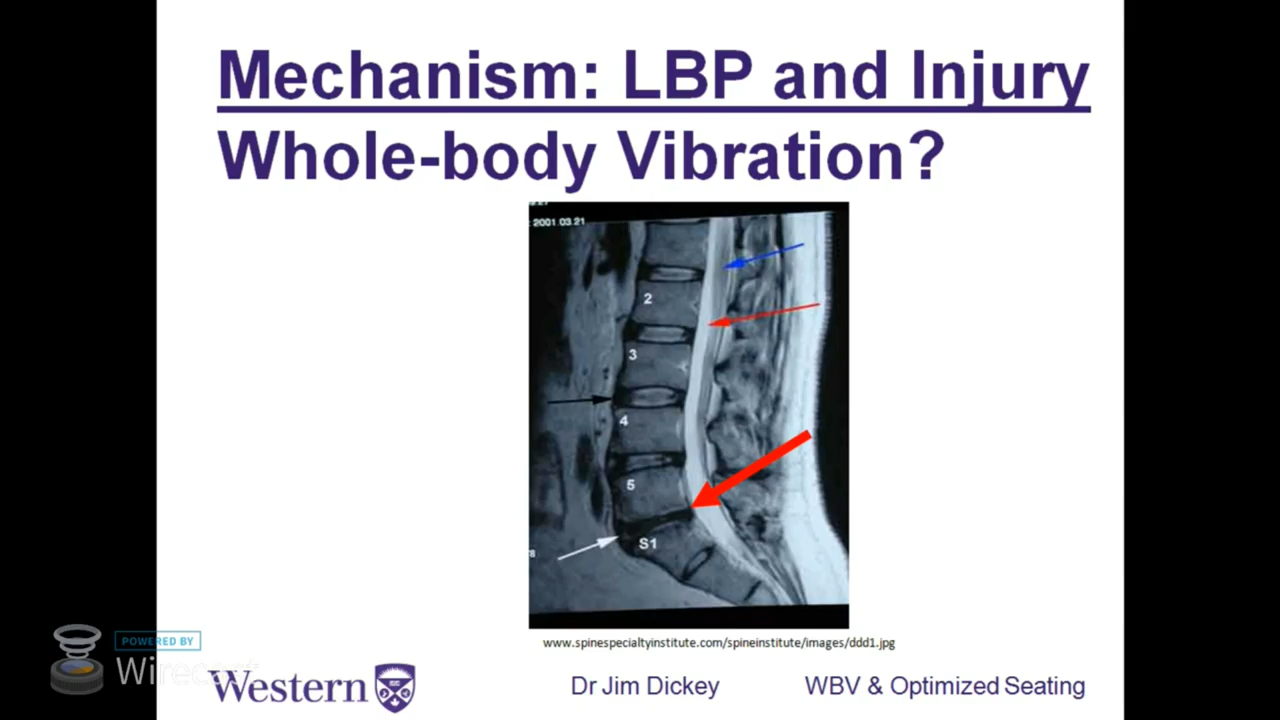 Mechanism: LBP and Injury
Whole-body Vibration?
2001.03.21
2
3
4
5
S1
8
www.spinespecialtyinstitute.com/spineinstitute/images/ddd1.jpg
POWERED BY
Wirecast
Western
Dr Jim Dickey
WBV & Optimized Seating